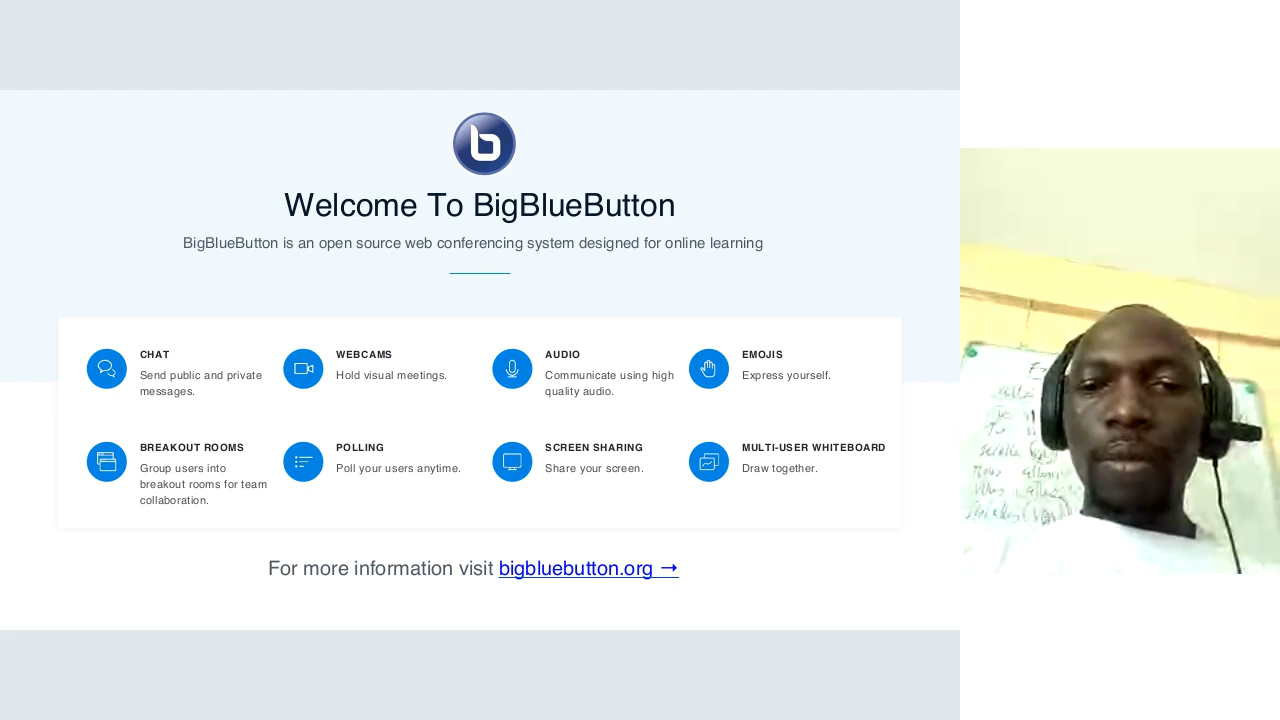 Welcome To BigBlueButton
BigBlueButton is an open source web conferencing system designed for online learning
CHAT
Send public and private
messages.
WEBCAMS
Hold visual meetings.
AUDIO
Communicate using high
quality audio.
EMOJIS
Express yourself.
BREAKOUT ROOMS
Group users into
breakout rooms for team
collaboration.
POLLING
Poll your users anytime.
SCREEN SHARING
Share your screen.
MULTI-USER WHITEBOARD
Draw together.
For more information visit bigbluebutton.org →